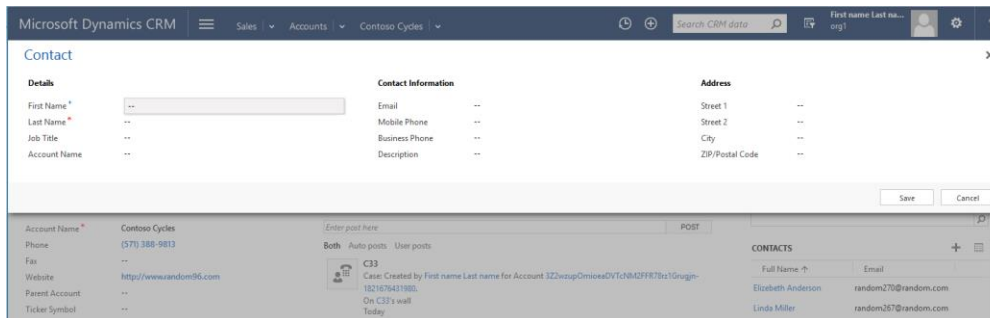 Microsoft Dynamics CRM Sales Accounts Contoso Cycles Search CRM data First name Last na...
org1
Contact
Details Contact Information Address
First Name * -- Email -- Street 1 --
Last Name * -- Mobile Phone -- Street 2 --
Job Title -- Business Phone -- City --
Account Name -- Description -- ZIP/Postal Code --
Save Cancel
Account Name * Contoso Cycles Enter post here POST
Phone (571) 388-9813 Both Auto posts User posts CONTACTS
Fax -- C33 Full Name Email
Website http://www.random96.com Case: Created by First name Last name for Account
Elizebeth Anderson random270@random.com
Parent Account --
On C33's wall
Ticker Symbol -- Today Linda Miller random267@random.com